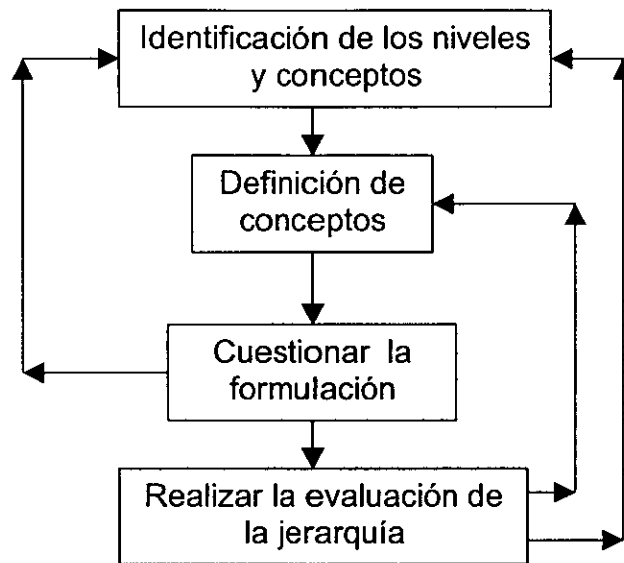 Identificación de los niveles
y conceptos
Definición de
conceptos
Cuestionar la
formulación
Realizar la evaluación de
la jerarquía